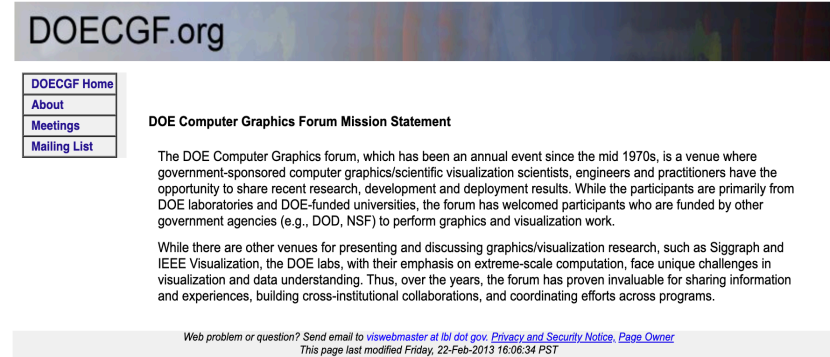 DOECGF.org
DOECGF Home
About
Meetings
Mailing List
DOE Computer Graphics Forum Mission Statement
The DOE Computer Graphics forum, which has been an annual event since the mid 1970s, is a venue where
government-sponsored computer graphics/scientific visualization scientists, engineers and practitioners have the
opportunity to share recent research, development and deployment results. While the participants are primarily from
DOE laboratories and DOE-funded universities, the forum has welcomed participants who are funded by other
government agencies (e.g., DOD, NSF) to perform graphics and visualization work.
While there are other venues for presenting and discussing graphics/visualization research, such as Siggraph and
IEEE Visualization, the DOE labs, with their emphasis on extreme-scale computation, face unique challenges in
visualization and data understanding. Thus, over the years, the forum has proven invaluable for sharing information
and experiences, building cross-institutional collaborations, and coordinating efforts across programs.
Web problem or question? Send email to viswebmaster at lbl dot gov. Privacy and Security Notice, Page Owner
This page last modified Friday, 22-Feb-2013 16:06:34 PST